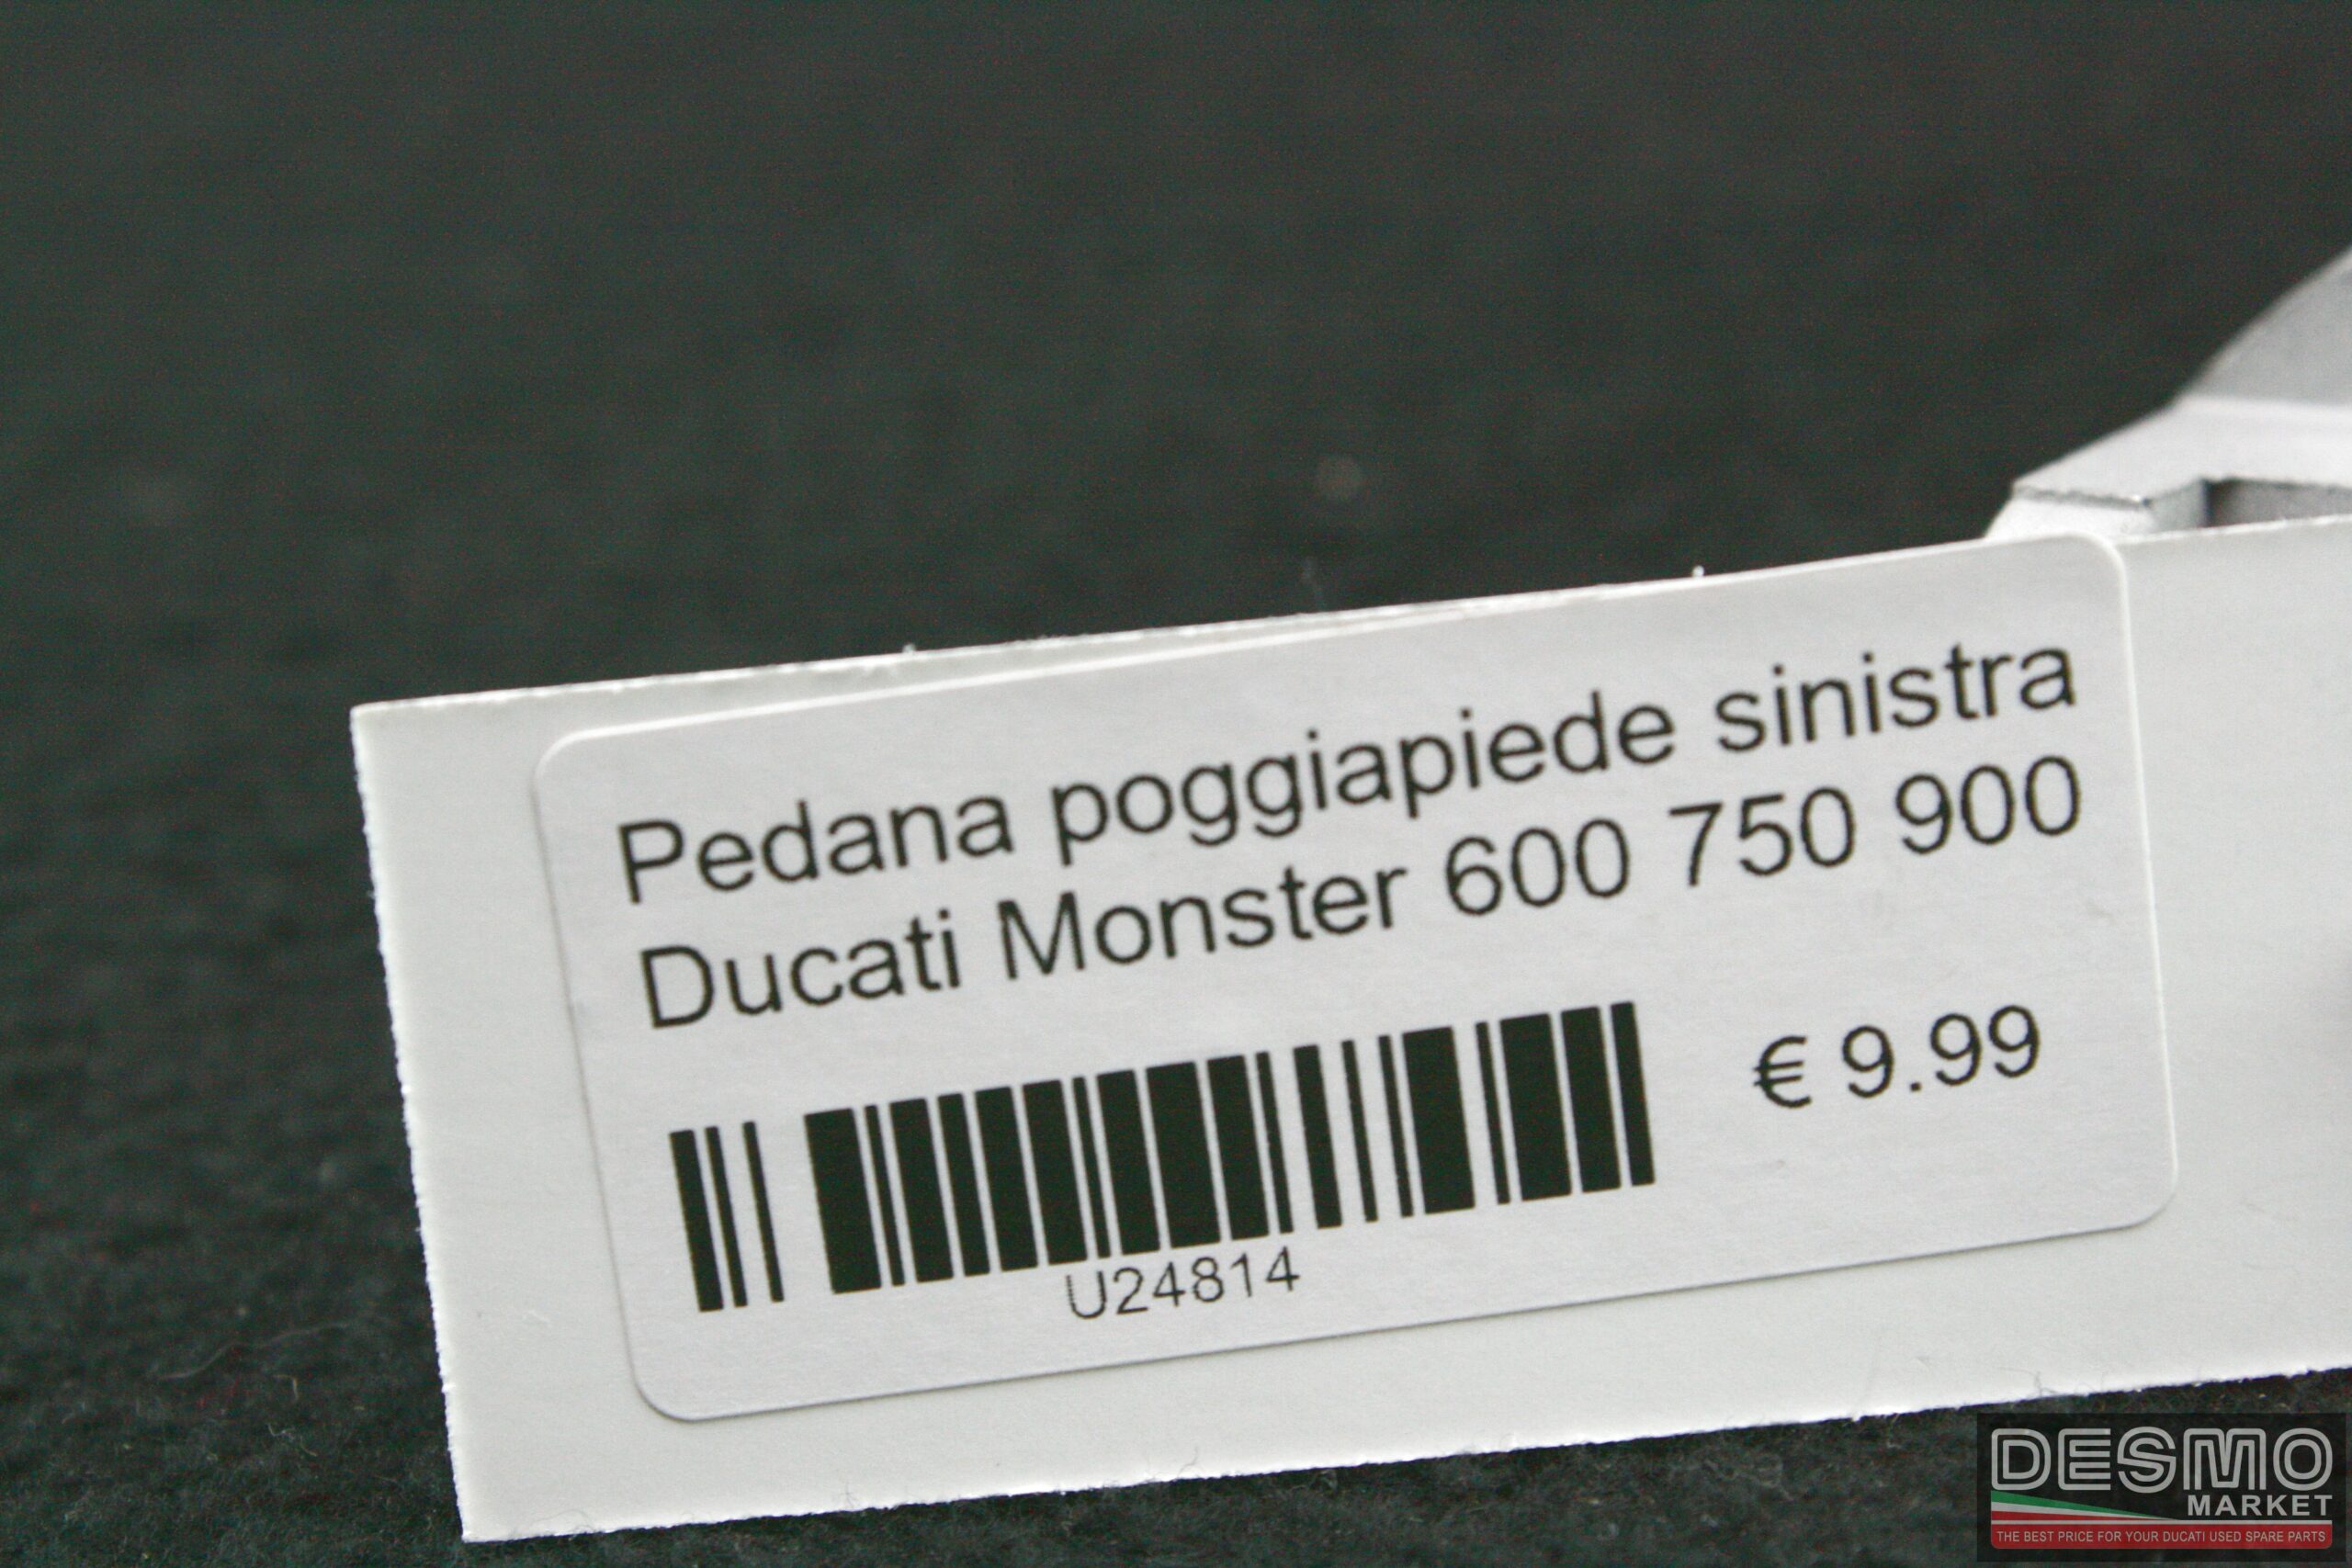 Pedana poggiapiede sinistra
Ducati Monster 600 750 900
€ 9.99
U24814
DESMO
MARKET
THE BEST PRICE FOR YOUR DUCATI USED SPARE PARTS